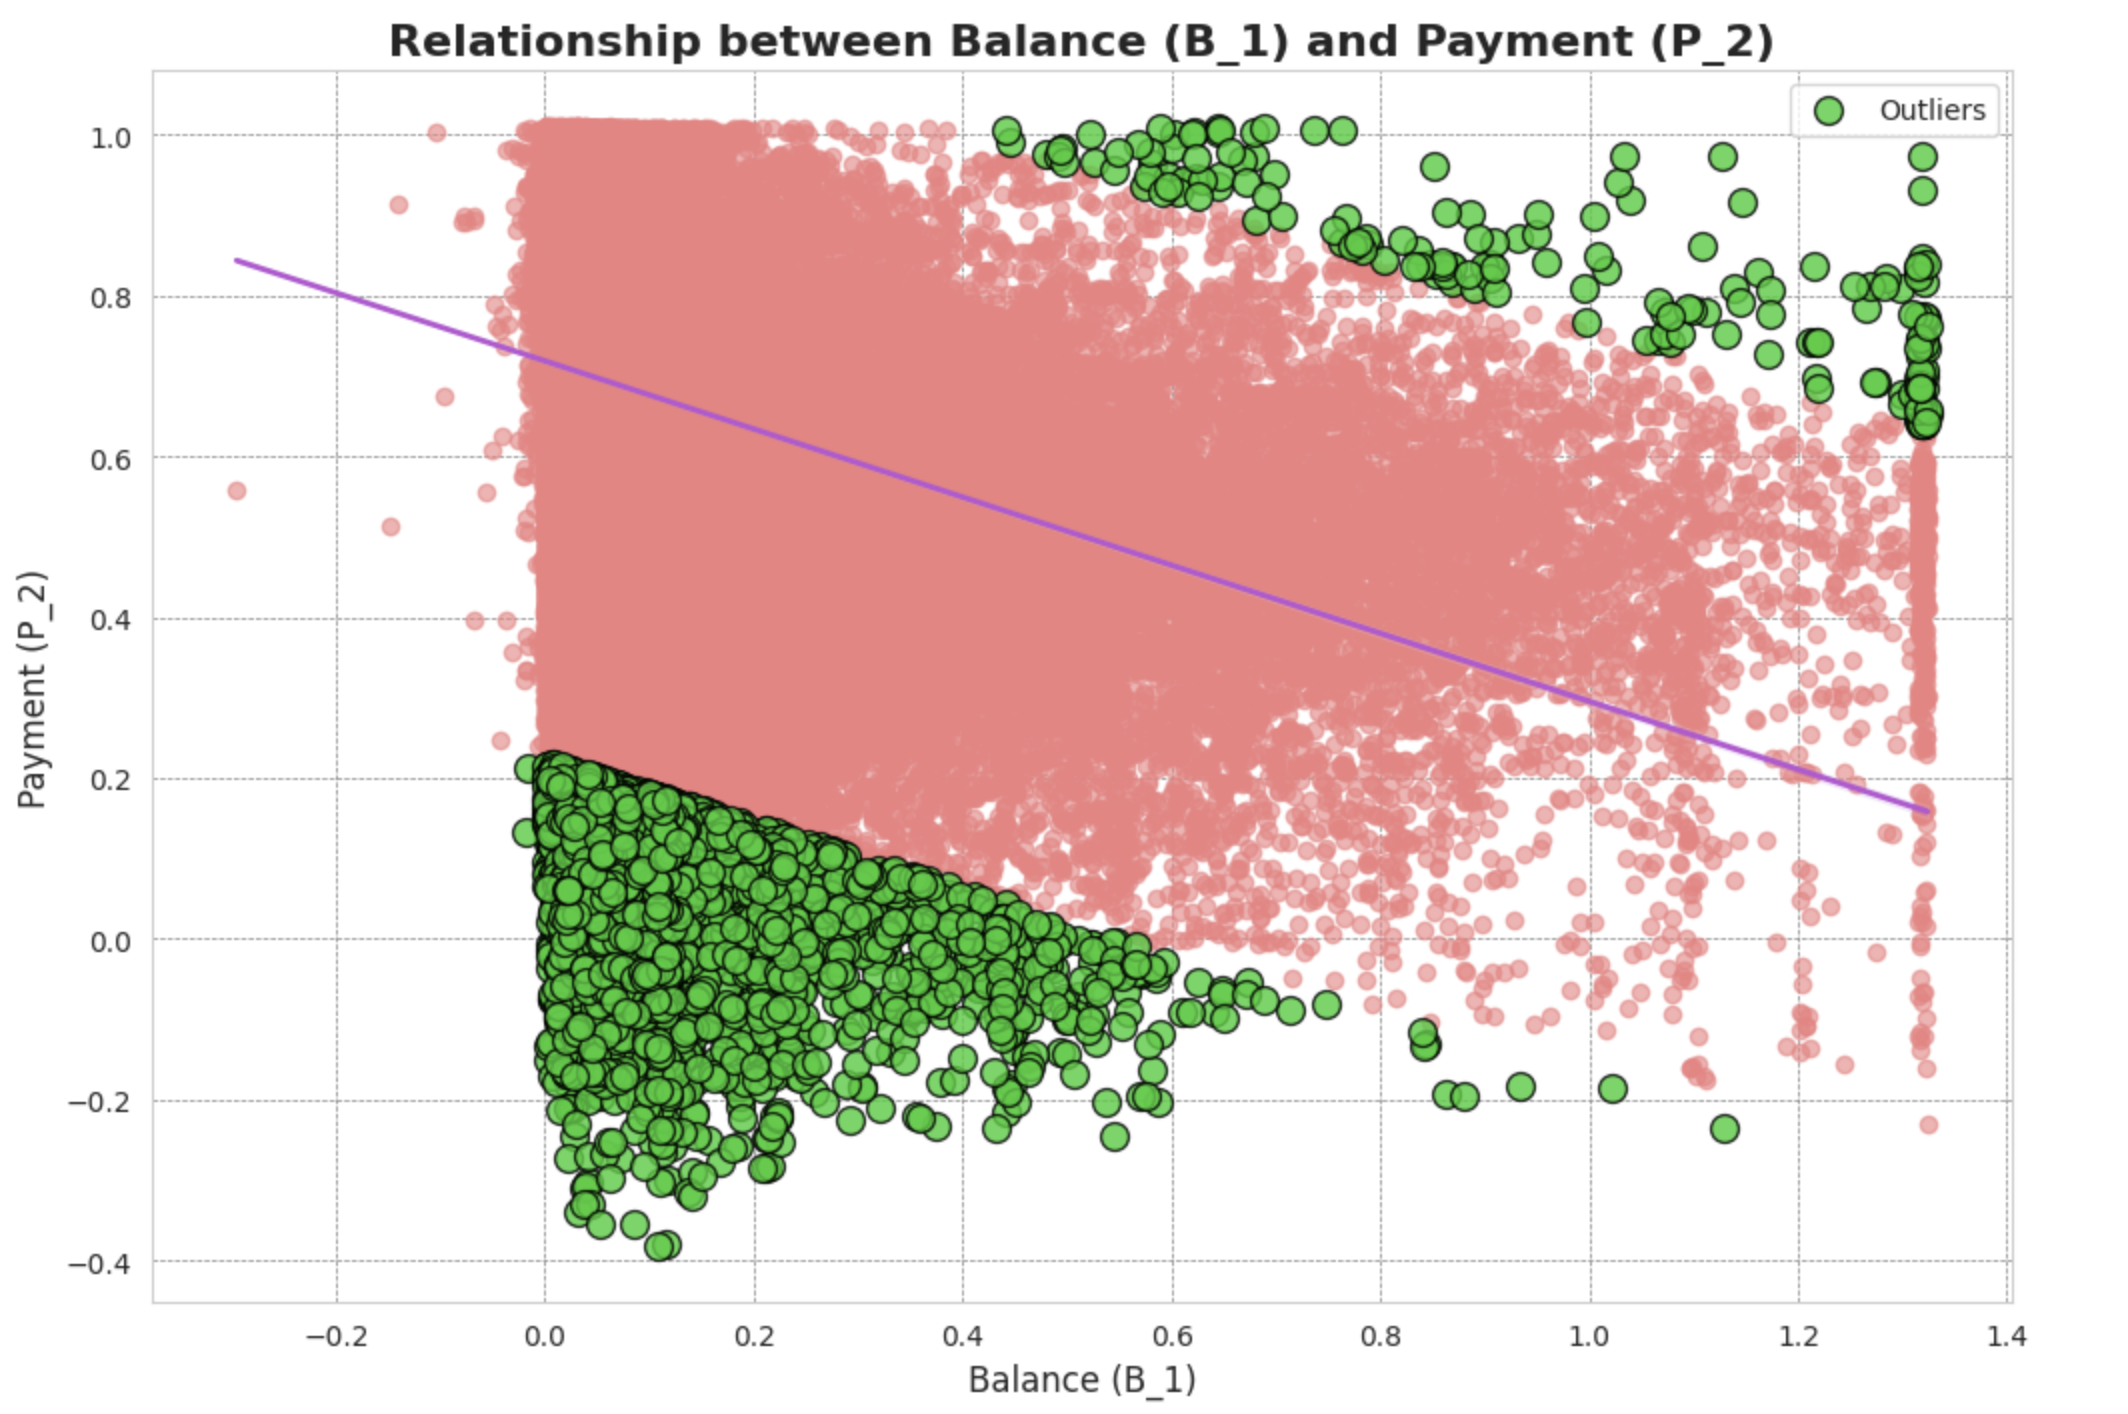 Relationship between Balance (B_1) and Payment (P_2)
Outliers
1.0
0.8
0.6
0.4
0.2
0.0
−0.2
−0.4
Payment (P_2)
−0.2 0.0 0.2 0.4 0.6 0.8 1.0 1.2 1.4
Balance (B_1)